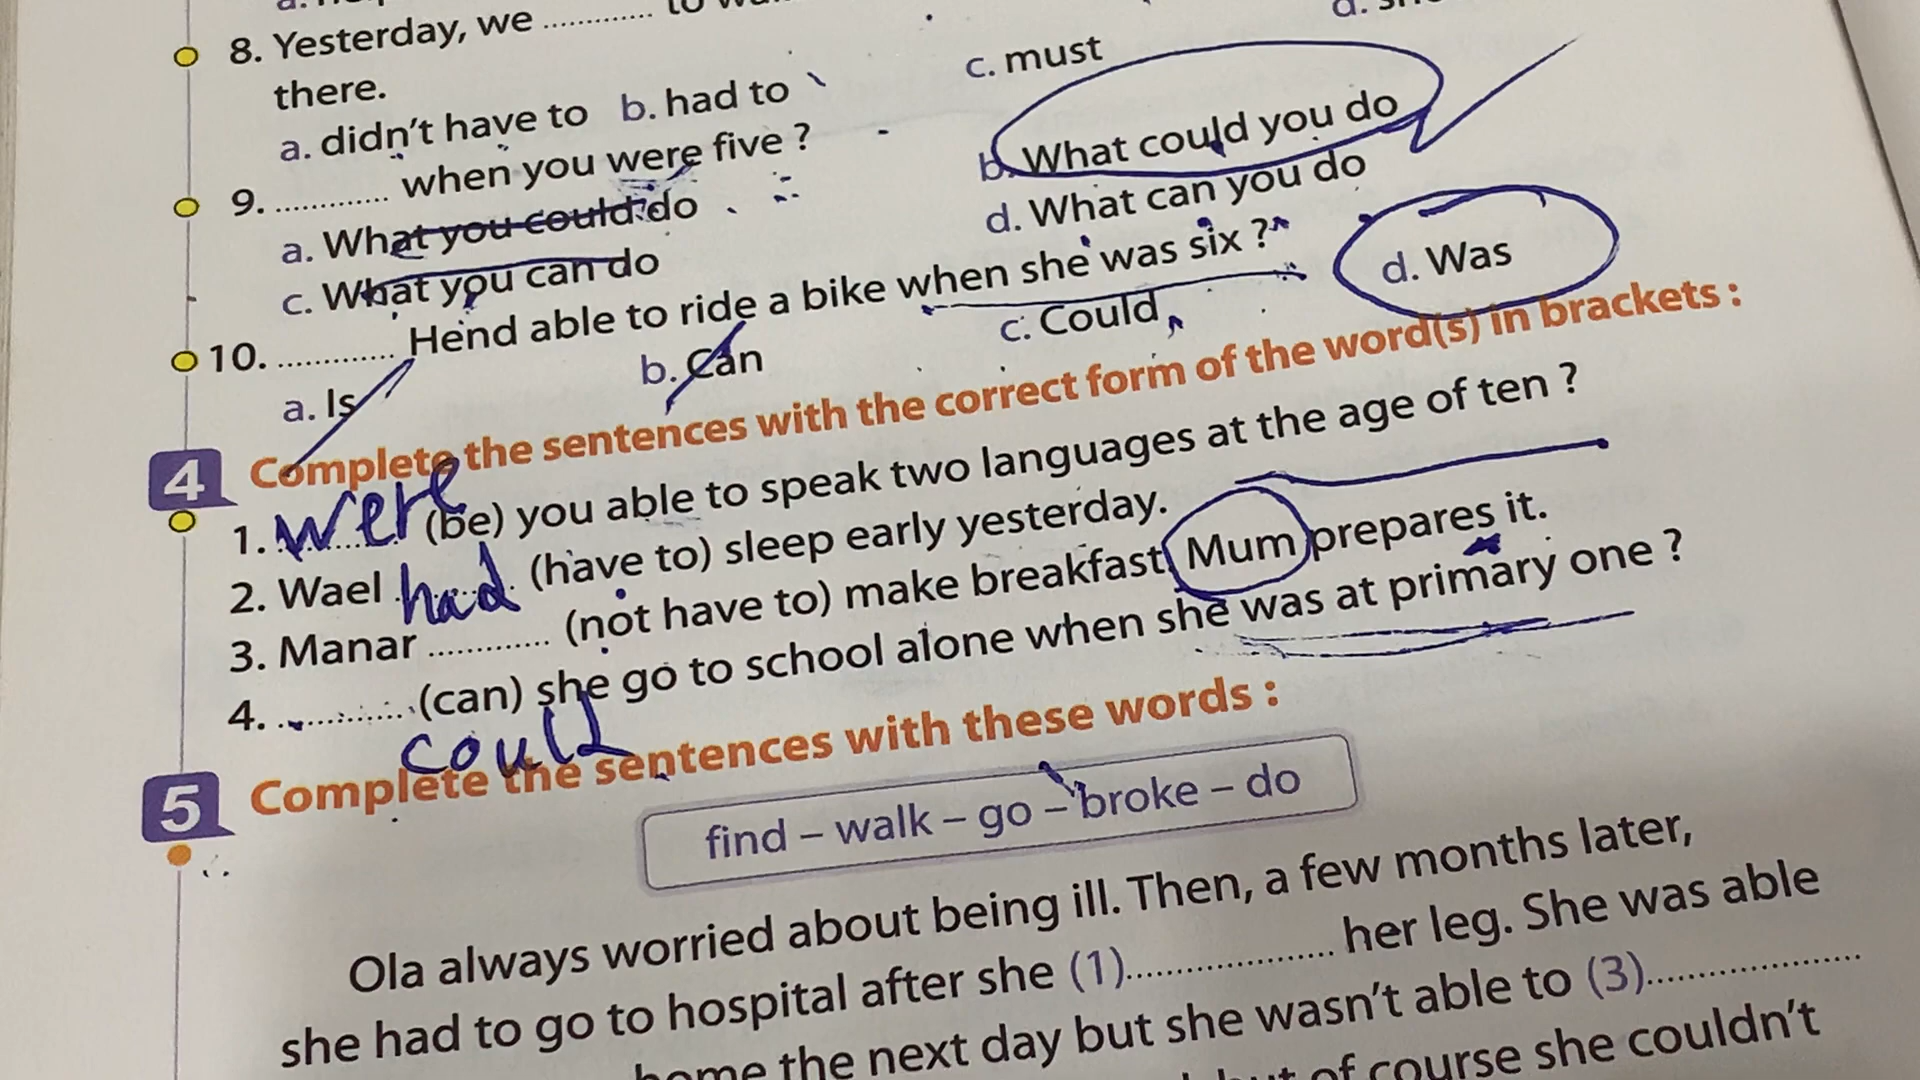 8. Yesterday, we ............
there.
a. didn't have to b. had to c. must
9. ............ when you were five ?
a. What you could do b. What could you do
c. What you can do d. What can you do
10. ............ Hend able to ride a bike when she was six ?
a. Is b. Can c. Could d. Was
4 Complete the sentences with the correct form of the word(s) in brackets :
1. were (be) you able to speak two languages at the age of ten ?
2. Wael had (have to) sleep early yesterday.
3. Manar ............ (not have to) make breakfast. Mum prepares it.
4. ............ (can) she go to school alone when she was at primary one ?
could
5 Complete the sentences with these words :
find – walk – go – broke – do
Ola always worried about being ill. Then, a few months later,
she had to go to hospital after she (1).................... her leg. She was able
home the next day but she wasn't able to (3)....................
but of course she couldn't